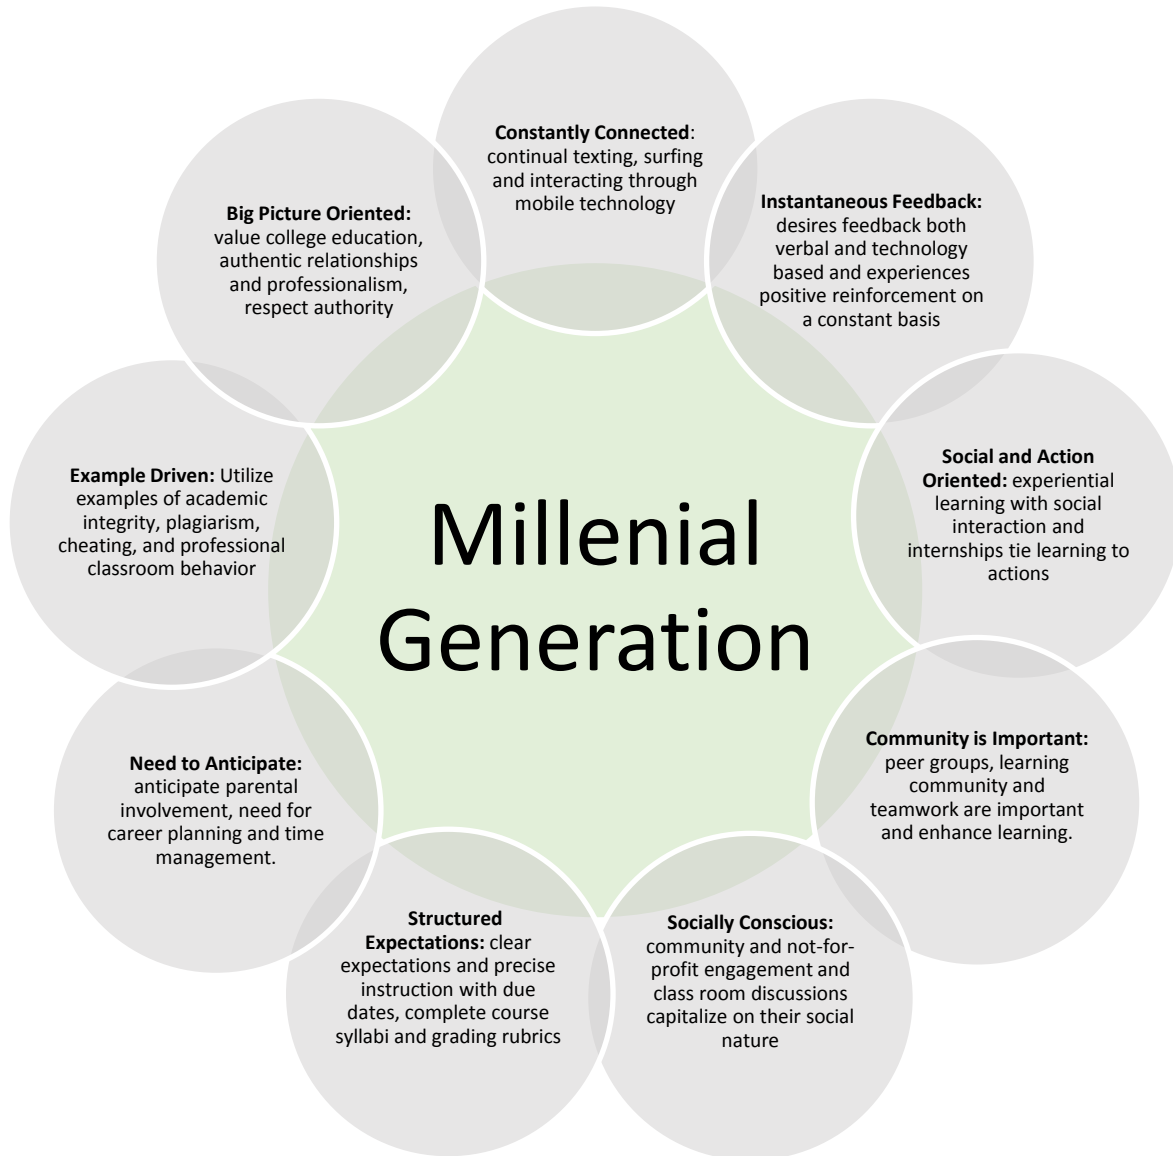 Constantly Connected:
continual texting, surfing
and interacting through
mobile technology
Instantaneous Feedback:
desires feedback both
verbal and technology
based and experiences
positive reinforcement on
a constant basis
Social and Action
Oriented: experiential
learning with social
interaction and
internships tie learning to
actions
Community is Important:
peer groups, learning
community and
teamwork are important
and enhance learning.
Socially Conscious:
community and not-for-
profit engagement and
class room discussions
capitalize on their social
nature
Structured
Expectations: clear
expectations and precise
instruction with due
dates, complete course
syllabi and grading rubrics
Need to Anticipate:
anticipate parental
involvement, need for
career planning and time
management.
Example Driven: Utilize
examples of academic
integrity, plagiarism,
cheating, and professional
classroom behavior
Big Picture Oriented:
value college education,
authentic relationships
and professionalism,
respect authority
Millenial
Generation